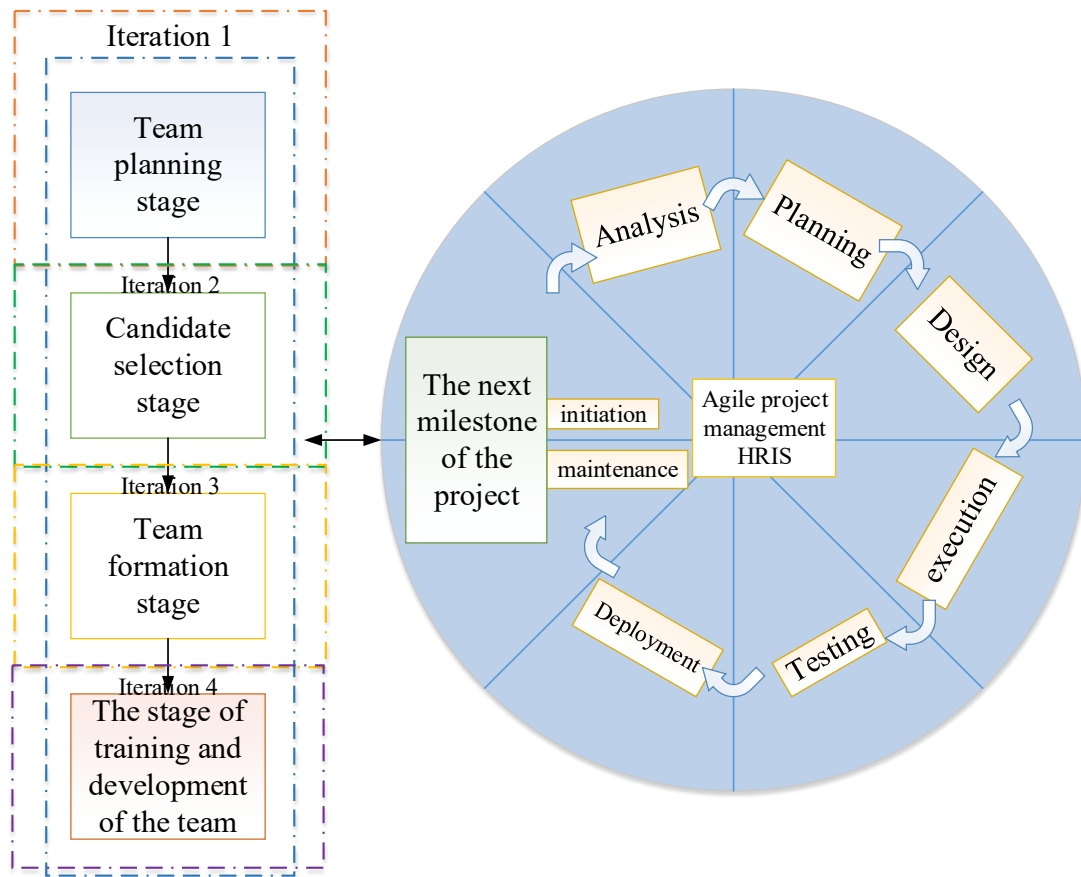 Iteration 1
Team
planning
stage
Iteration 2
Candidate
selection
stage
Iteration 3
Team
formation
stage
Iteration 4
The stage of
training and
development
of the team
Analysis
Planning
Design
execution
Testing
Deployment
The next
milestone
of the
project
initiation
maintenance
Agile project
management
HRIS